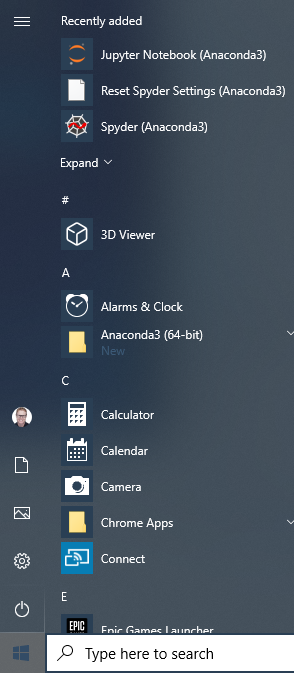 Recently added
Jupyter Notebook (Anaconda3)
Reset Spyder Settings (Anaconda3)
Spyder (Anaconda3)
Expand
#
3D Viewer
A
Alarms & Clock
Anaconda3 (64-bit)
New
C
Calculator
Calendar
Camera
Chrome Apps
Connect
E
EPIC
Epic Games Launcher
Type here to search